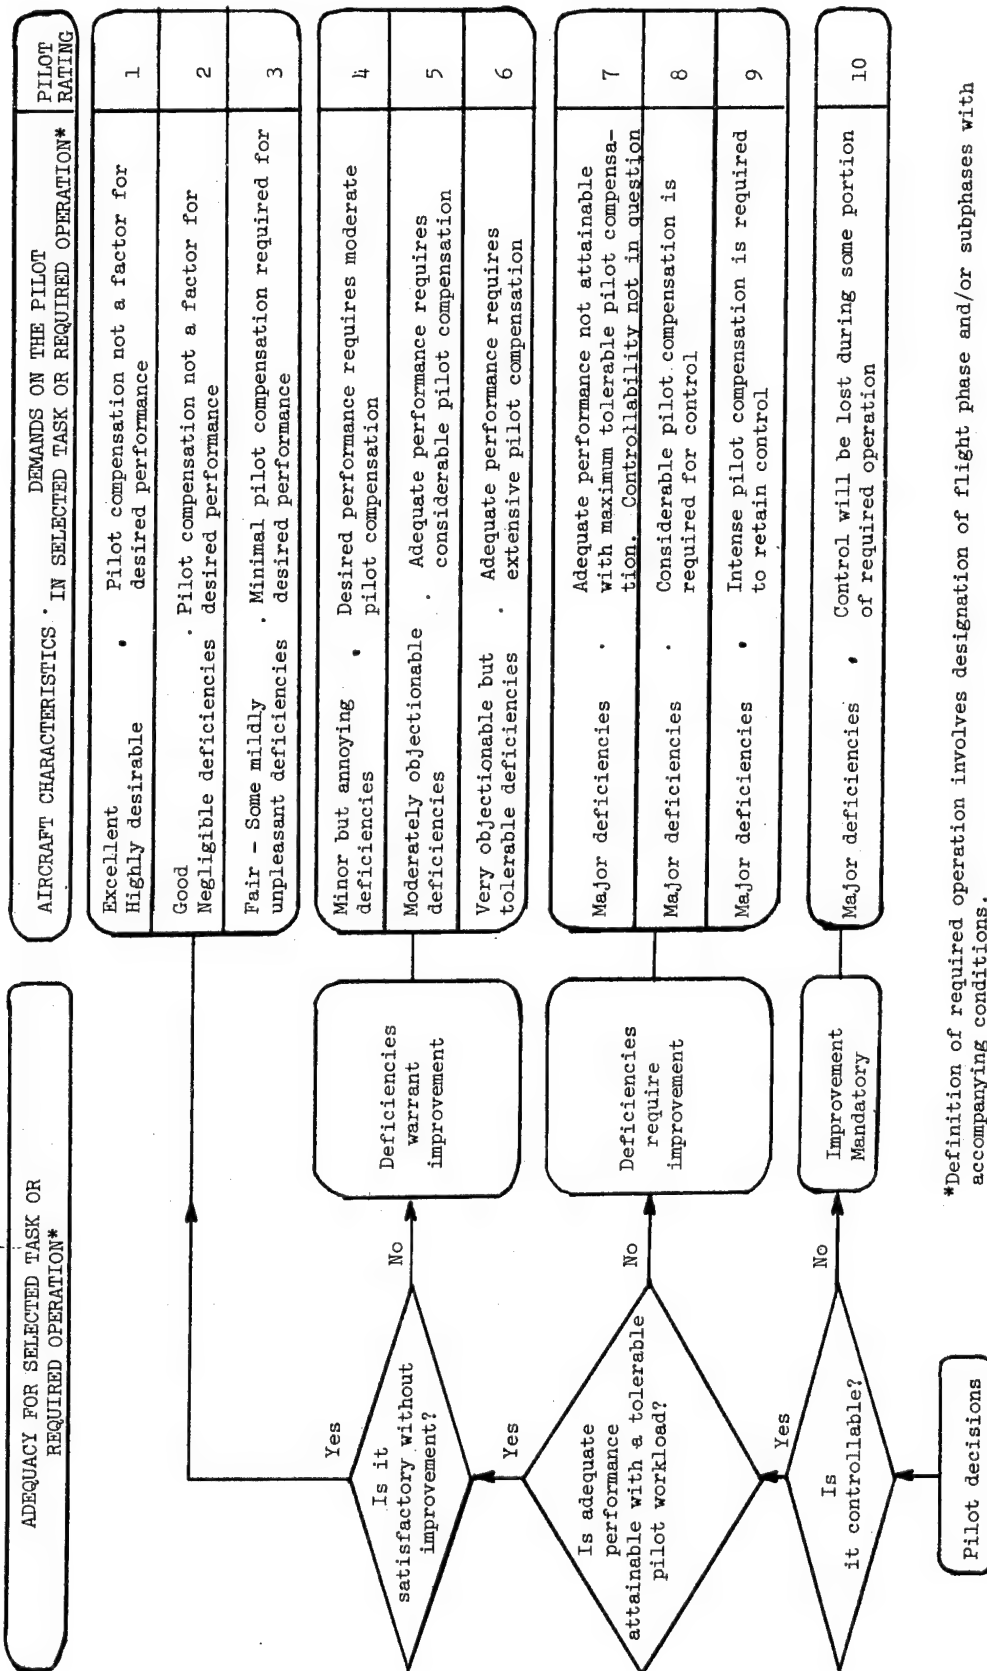 ADEQUACY FOR SELECTED TASK OR
REQUIRED OPERATION*
AIRCRAFT CHARACTERISTICS
DEMANDS ON THE PILOT
IN SELECTED TASK OR REQUIRED OPERATION*
PILOT
RATING
Excellent
Highly desirable
Pilot compensation not a factor for
desired performance
1
Good
Negligible deficiencies
Pilot compensation not a factor for
desired performance
2
Fair - Some mildly
unpleasant deficiencies
Minimal pilot compensation required for
desired performance
3
Yes
Is it
satisfactory without
improvement?
No
Deficiencies
warrant
improvement
Minor but annoying
deficiencies
Desired performance requires moderate
pilot compensation
4
Moderately objectionable
deficiencies
Adequate performance requires
considerable pilot compensation
5
Very objectionable but
tolerable deficiencies
Adequate performance requires
extensive pilot compensation
6
Yes
Is adequate
performance
attainable with a tolerable
pilot workload?
No
Deficiencies
require
improvement
Major deficiencies
Adequate performance not attainable
with maximum tolerable pilot compensa-
tion. Controllability not in question
7
Major deficiencies
Considerable pilot compensation is
required for control
8
Major deficiencies
Intense pilot compensation is required
to retain control
9
Yes
Is
it controllable?
No
Improvement
Mandatory
Major deficiencies
Control will be lost during some portion
of required operation
10
Pilot decisions
*Definition of required operation involves designation of flight phase and/or subphases with
accompanying conditions.